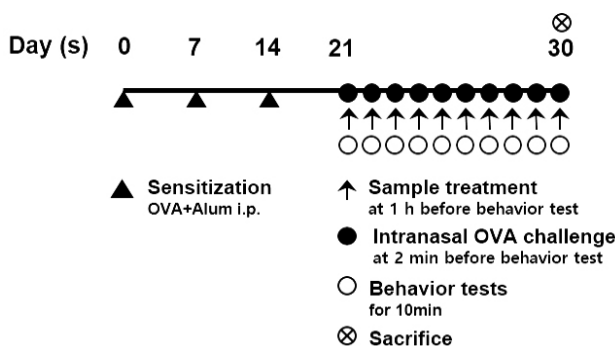 Day (s) 0 7 14 21 30
Sensitization
OVA+Alum i.p.
Sample treatment
at 1 h before behavior test
Intranasal OVA challenge
at 2 min before behavior test
Behavior tests
for 10min
Sacrifice